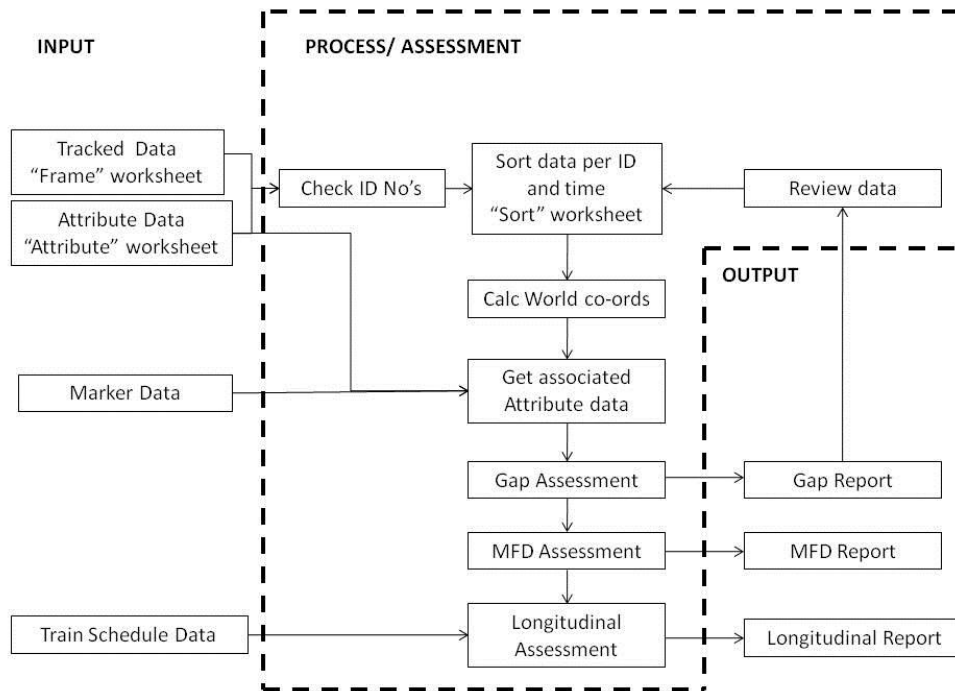 INPUT
PROCESS/ ASSESSMENT
Tracked Data
“Frame” worksheet
Attribute Data
“Attribute” worksheet
Check ID No’s
Sort data per ID
and time
“Sort” worksheet
Review data
OUTPUT
Calc World co-ords
Marker Data
Get associated
Attribute data
Gap Assessment
Gap Report
MFD Assessment
MFD Report
Train Schedule Data
Longitudinal
Assessment
Longitudinal Report